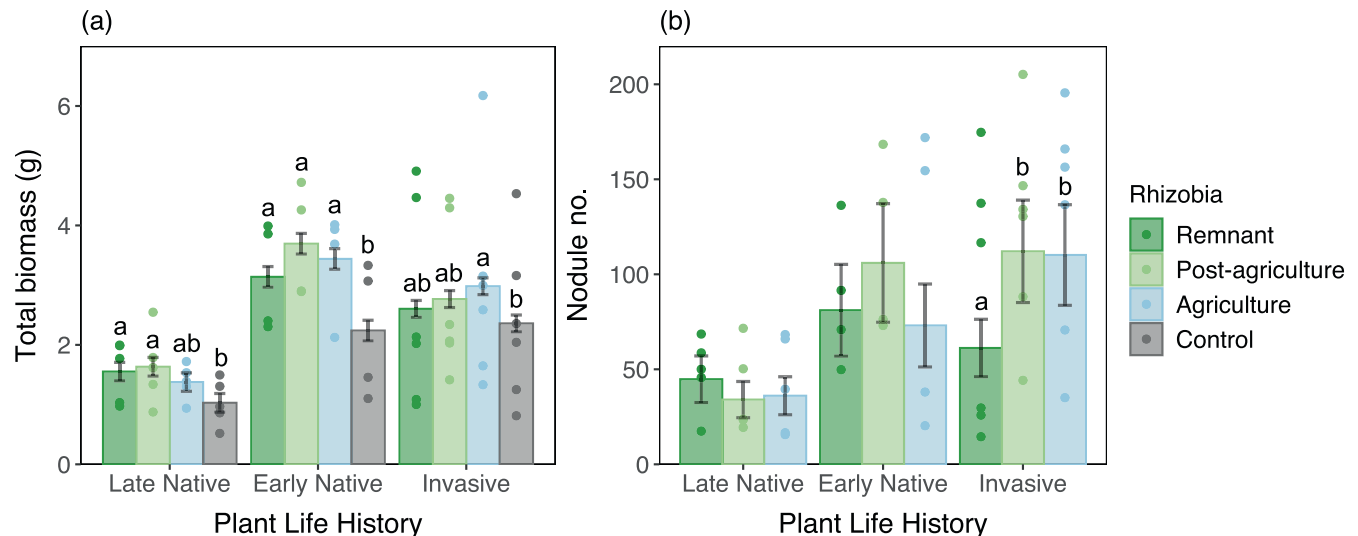 (a)
Total biomass (g)
6
4
2
0
a
a
ab
b
a
a
a
b
ab
ab
a
b
Late Native
Early Native
Invasive
Plant Life History
(b)
Nodule no.
200
150
100
50
0
a
b
b
Late Native
Early Native
Invasive
Plant Life History
Rhizobia
Remnant
Post-agriculture
Agriculture
Control